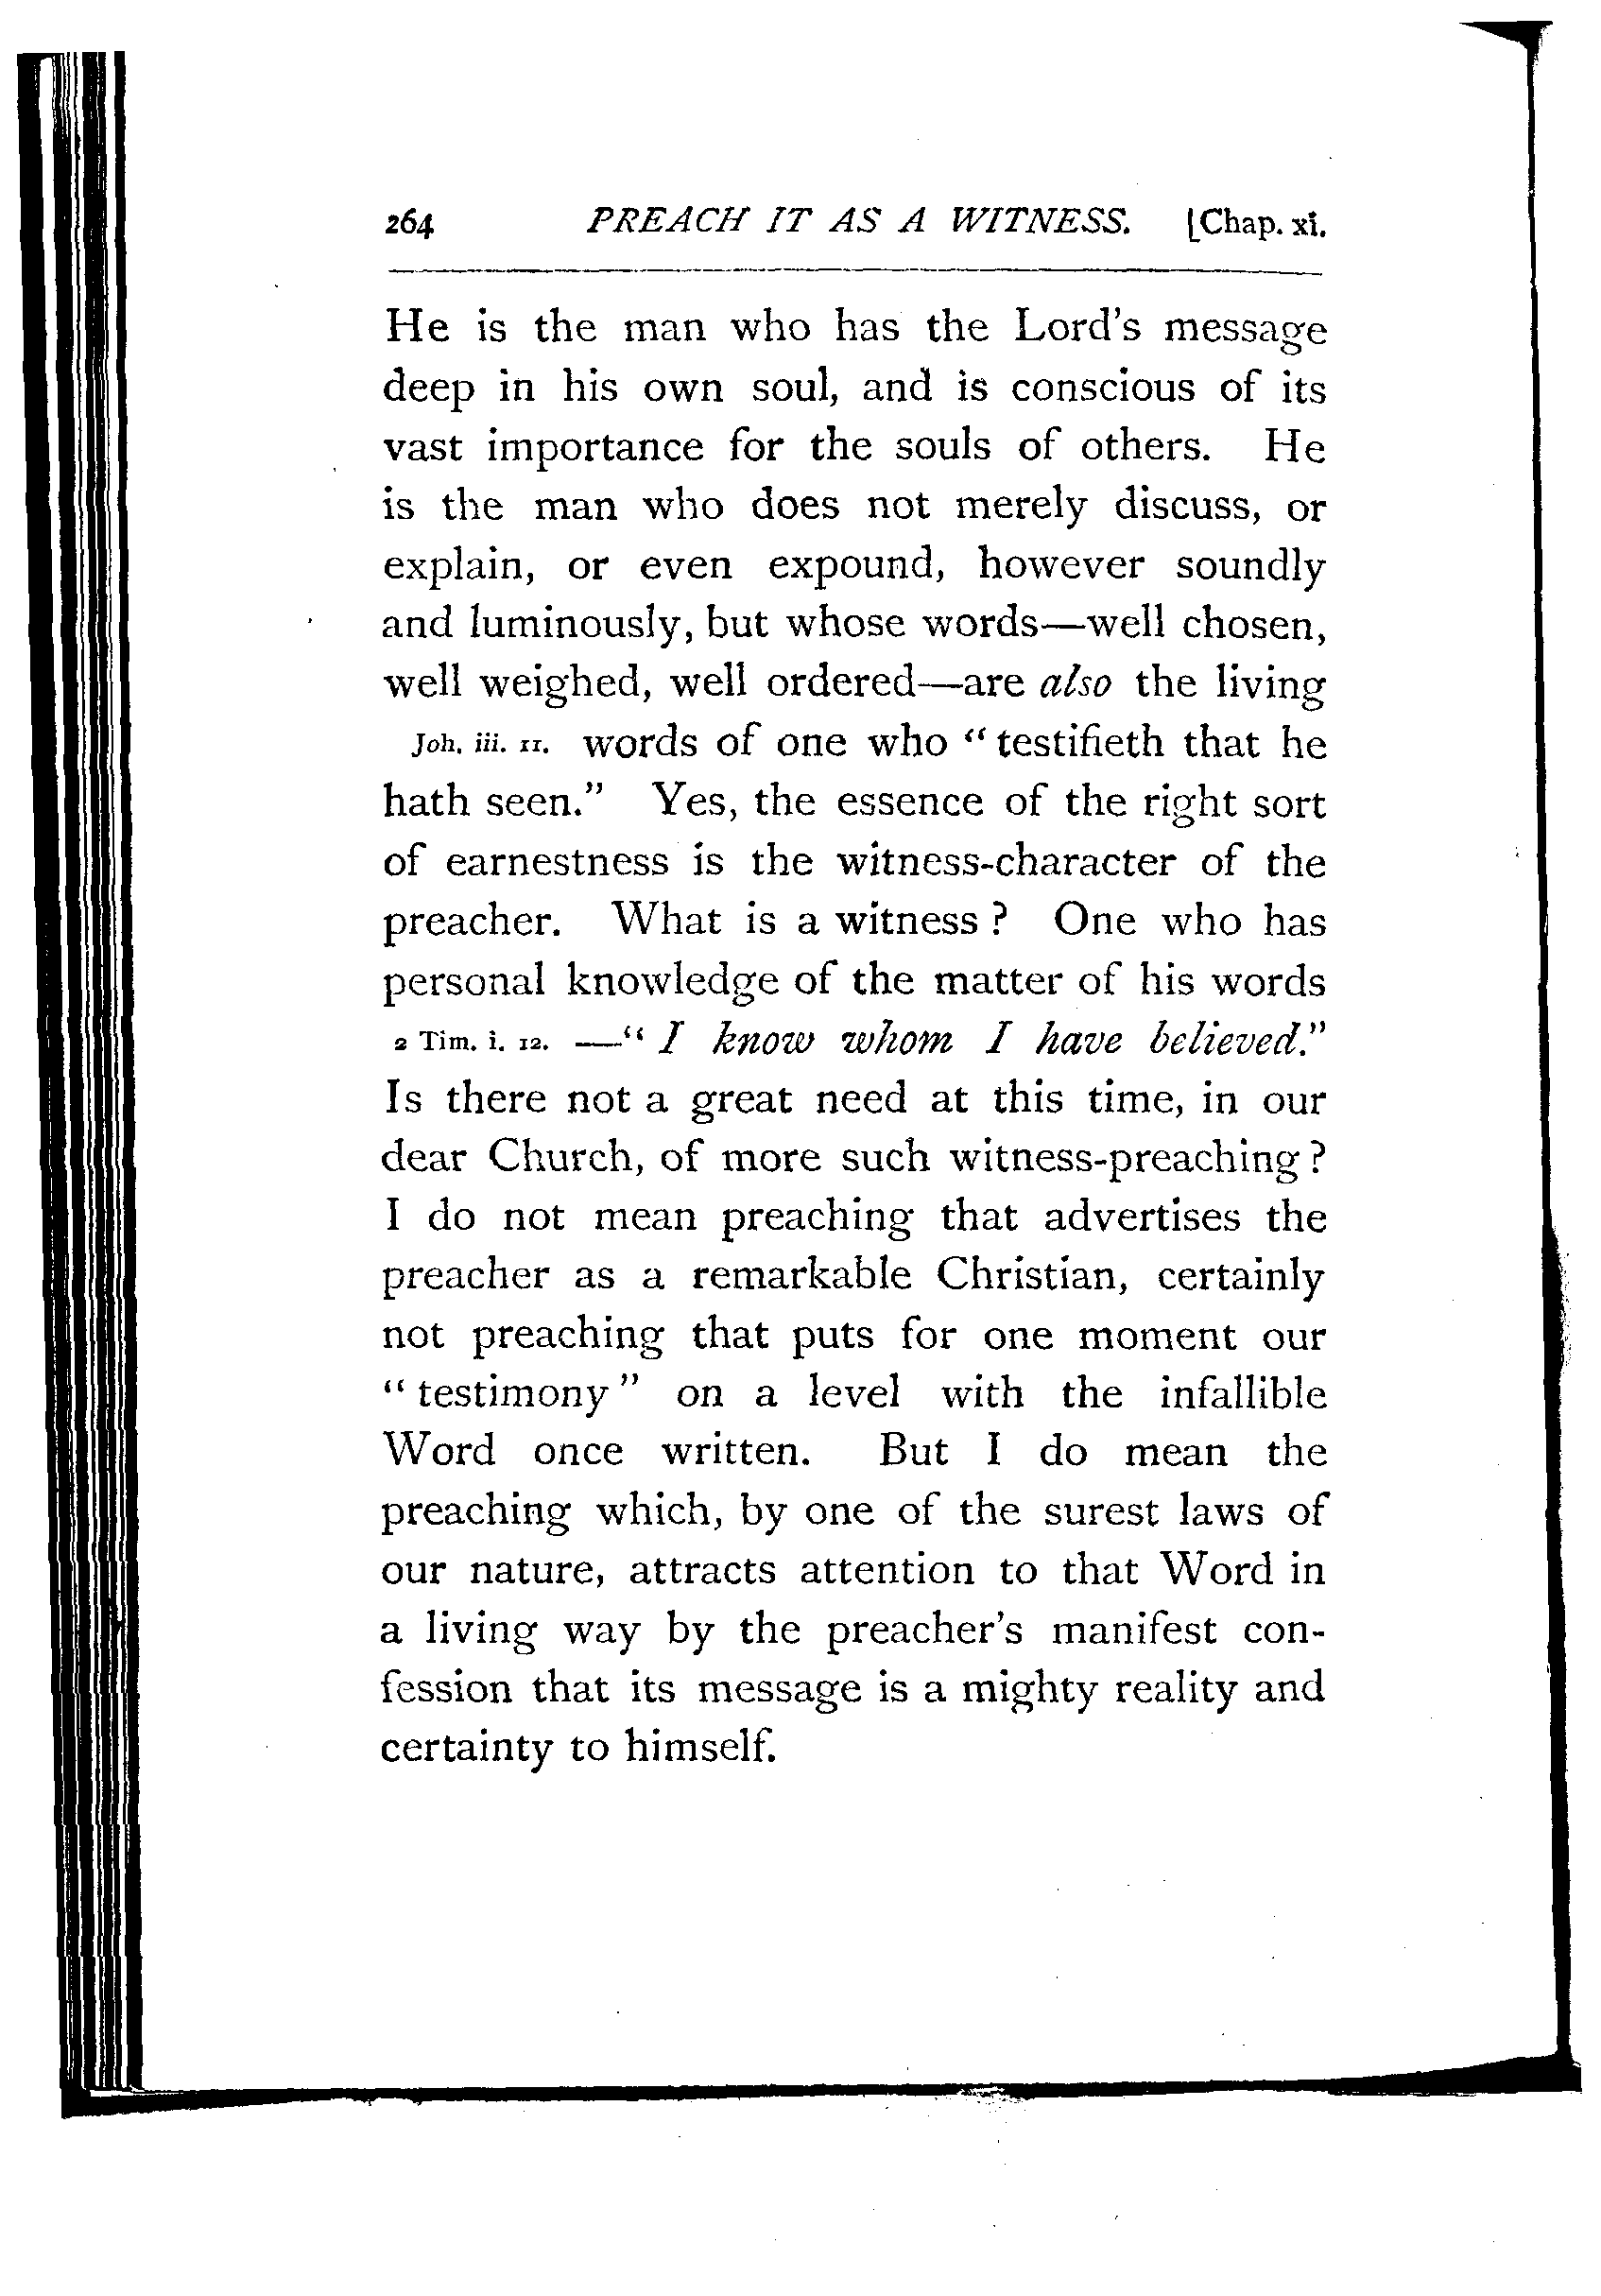 264 PREACH IT AS A WITNESS. [Chap. xi.
He is the man who has the Lord's message
deep in his own soul, and is conscious of its
vast importance for the souls of others. He
is the man who does not merely discuss, or
explain, or even expound, however soundly
and luminously, but whose words—well chosen,
well weighed, well ordered—are also the living
Joh. iii. 11. words of one who "testifieth that he
hath seen." Yes, the essence of the right sort
of earnestness is the witness-character of the
preacher. What is a witness? One who has
personal knowledge of the matter of his words
2 Tim. i. 12. —"I know whom I have believed."
Is there not a great need at this time, in our
dear Church, of more such witness-preaching?
I do not mean preaching that advertises the
preacher as a remarkable Christian, certainly
not preaching that puts for one moment our
"testimony" on a level with the infallible
Word once written. But I do mean the
preaching which, by one of the surest laws of
our nature, attracts attention to that Word in
a living way by the preacher's manifest con-
fession that its message is a mighty reality and
certainty to himself.